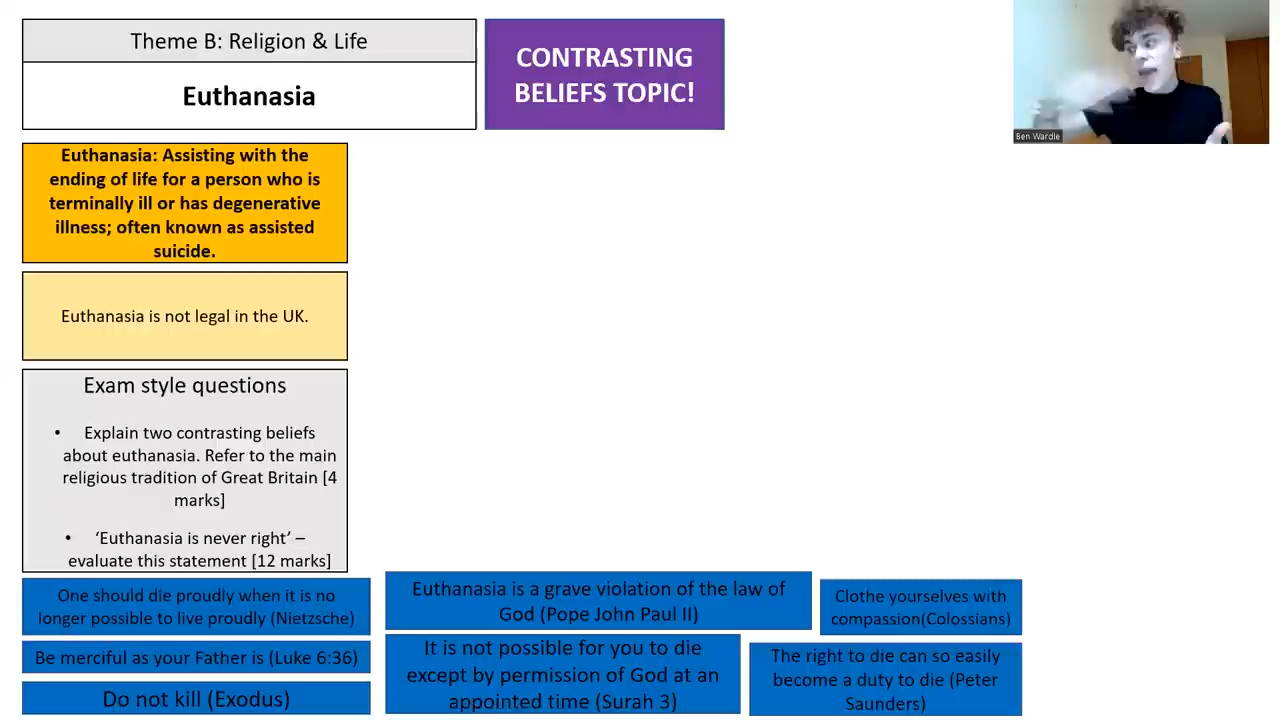 Theme B: Religion & Life
Euthanasia
CONTRASTING
BELIEFS TOPIC!
Ben Wardle
Euthanasia: Assisting with the
ending of life for a person who is
terminally ill or has degenerative
illness; often known as assisted
suicide.
Euthanasia is not legal in the UK.
Exam style questions
• Explain two contrasting beliefs
about euthanasia. Refer to the main
religious tradition of Great Britain [4
marks]
• ‘Euthanasia is never right’ –
evaluate this statement [12 marks]
One should die proudly when it is no
longer possible to live proudly (Nietzsche)
Be merciful as your Father is (Luke 6:36)
Do not kill (Exodus)
Euthanasia is a grave violation of the law of
God (Pope John Paul II)
It is not possible for you to die
except by permission of God at an
appointed time (Surah 3)
Clothe yourselves with
compassion(Colossians)
The right to die can so easily
become a duty to die (Peter
Saunders)